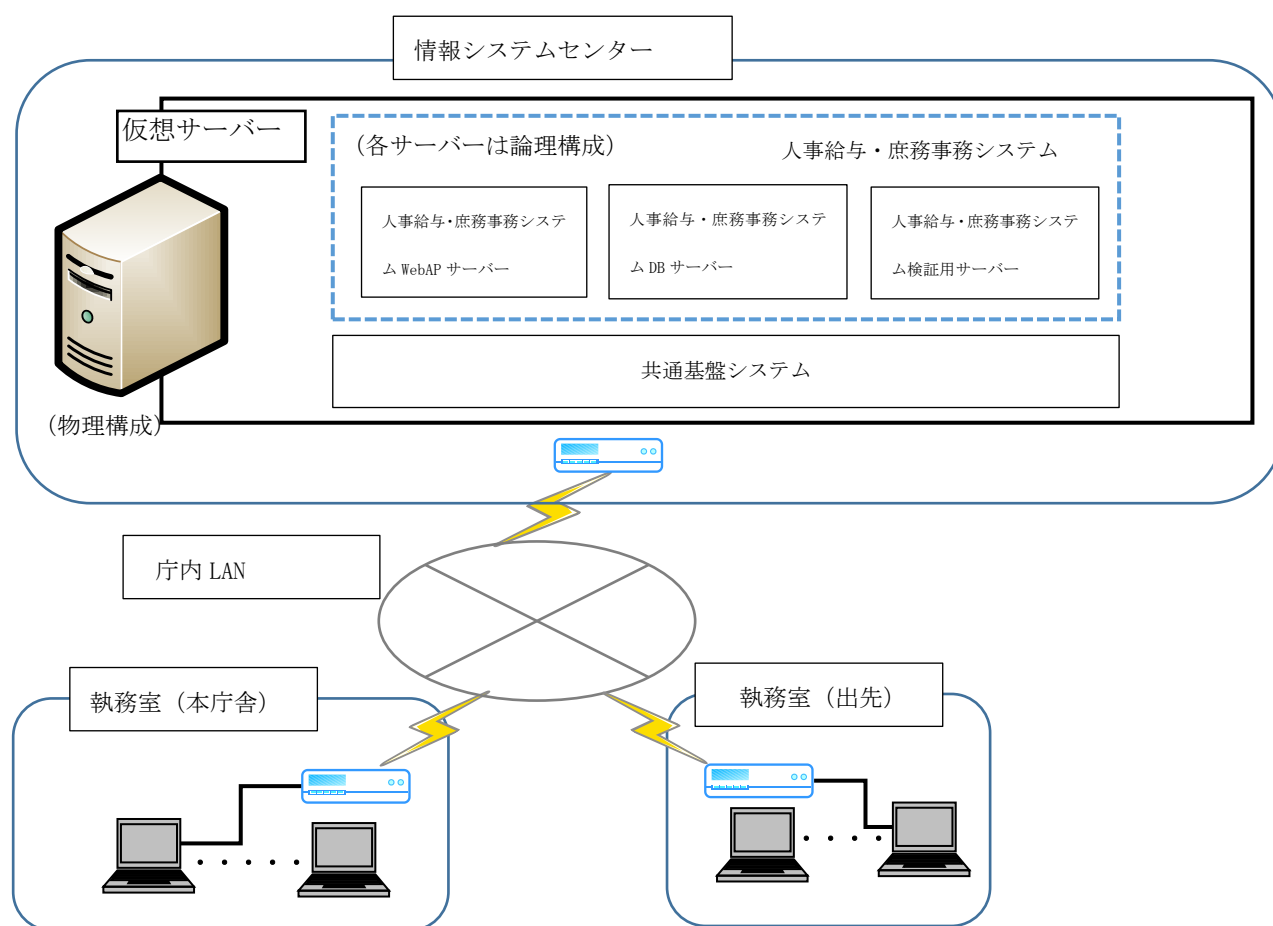 情報システムセンター
仮想サーバー
(各サーバーは論理構成)
人事給与・庶務事務システム
人事給与・庶務事務システ
ム WebAP サーバー
人事給与・庶務事務システ
ム DB サーバー
人事給与・庶務事務システ
ム検証用サーバー
共通基盤システム
(物理構成)
庁内 LAN
執務室（本庁舎）
執務室（出先）